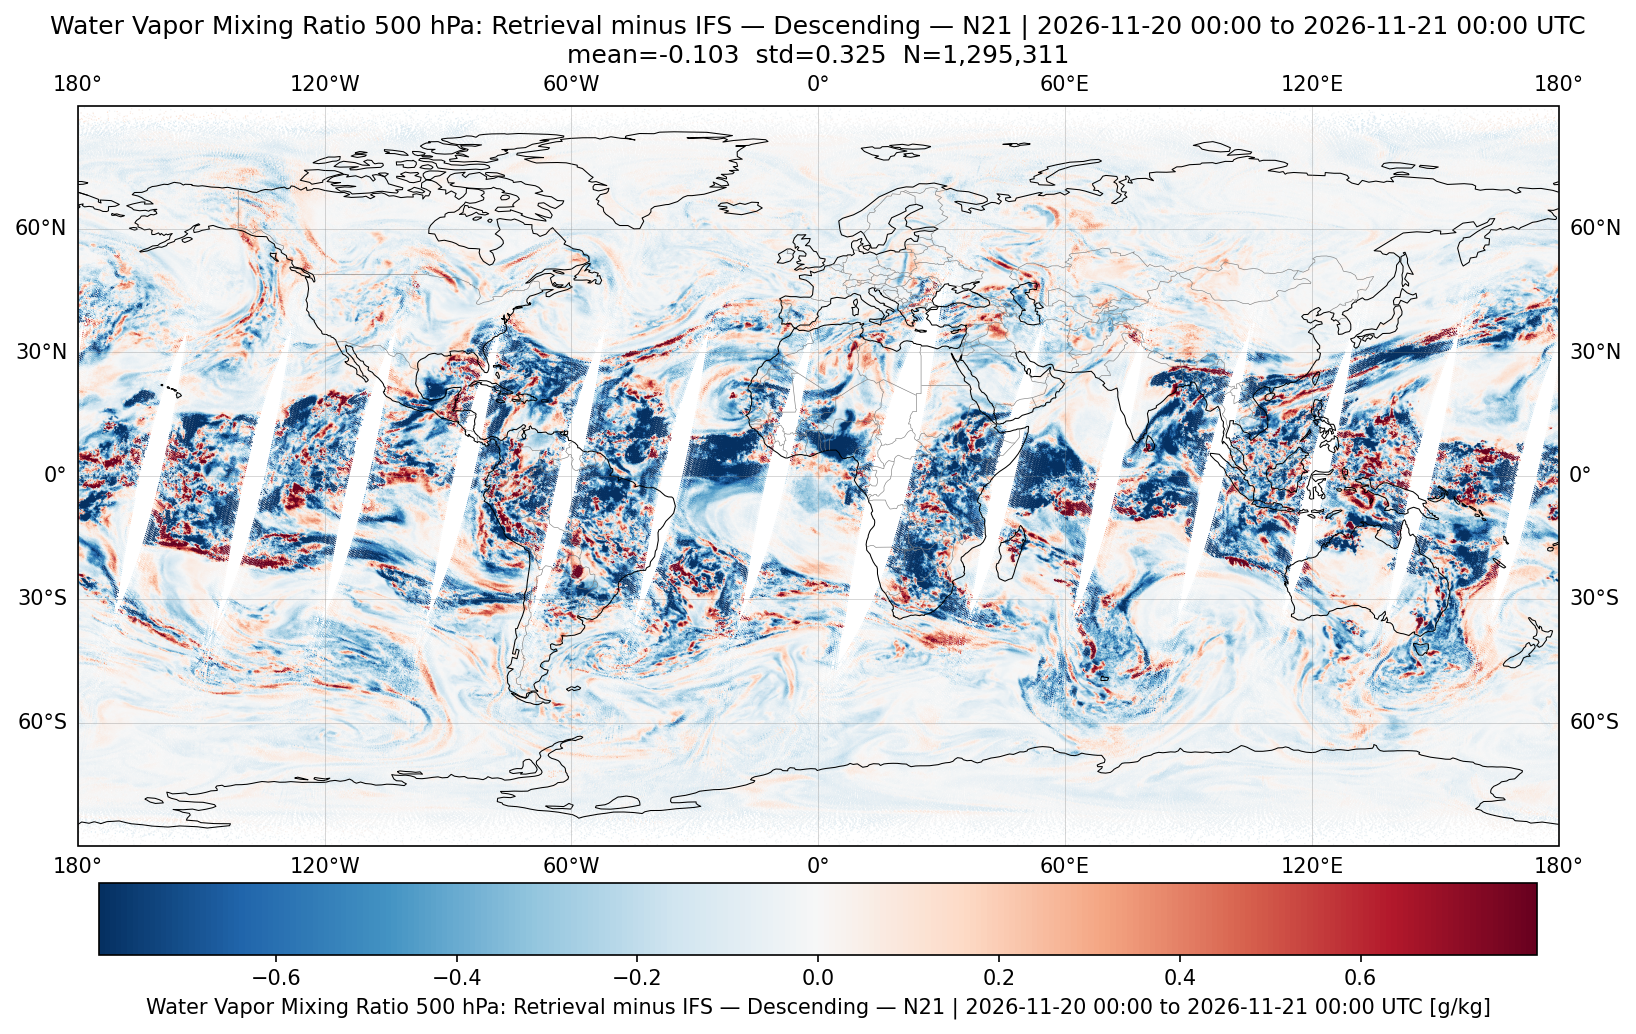 Water Vapor Mixing Ratio 500 hPa: Retrieval minus IFS — Descending — N21 | 2026-11-20 00:00 to 2026-11-21 00:00 UTC
mean=-0.103  std=0.325  N=1,295,311
180° 120°W 60°W 0° 60°E 120°E 180°
60°N 60°N
30°N 30°N
0° 0°
30°S 30°S
60°S 60°S
180° 120°W 60°W 0° 60°E 120°E 180°
−0.6 −0.4 −0.2 0.0 0.2 0.4 0.6
Water Vapor Mixing Ratio 500 hPa: Retrieval minus IFS — Descending — N21 | 2026-11-20 00:00 to 2026-11-21 00:00 UTC [g/kg]